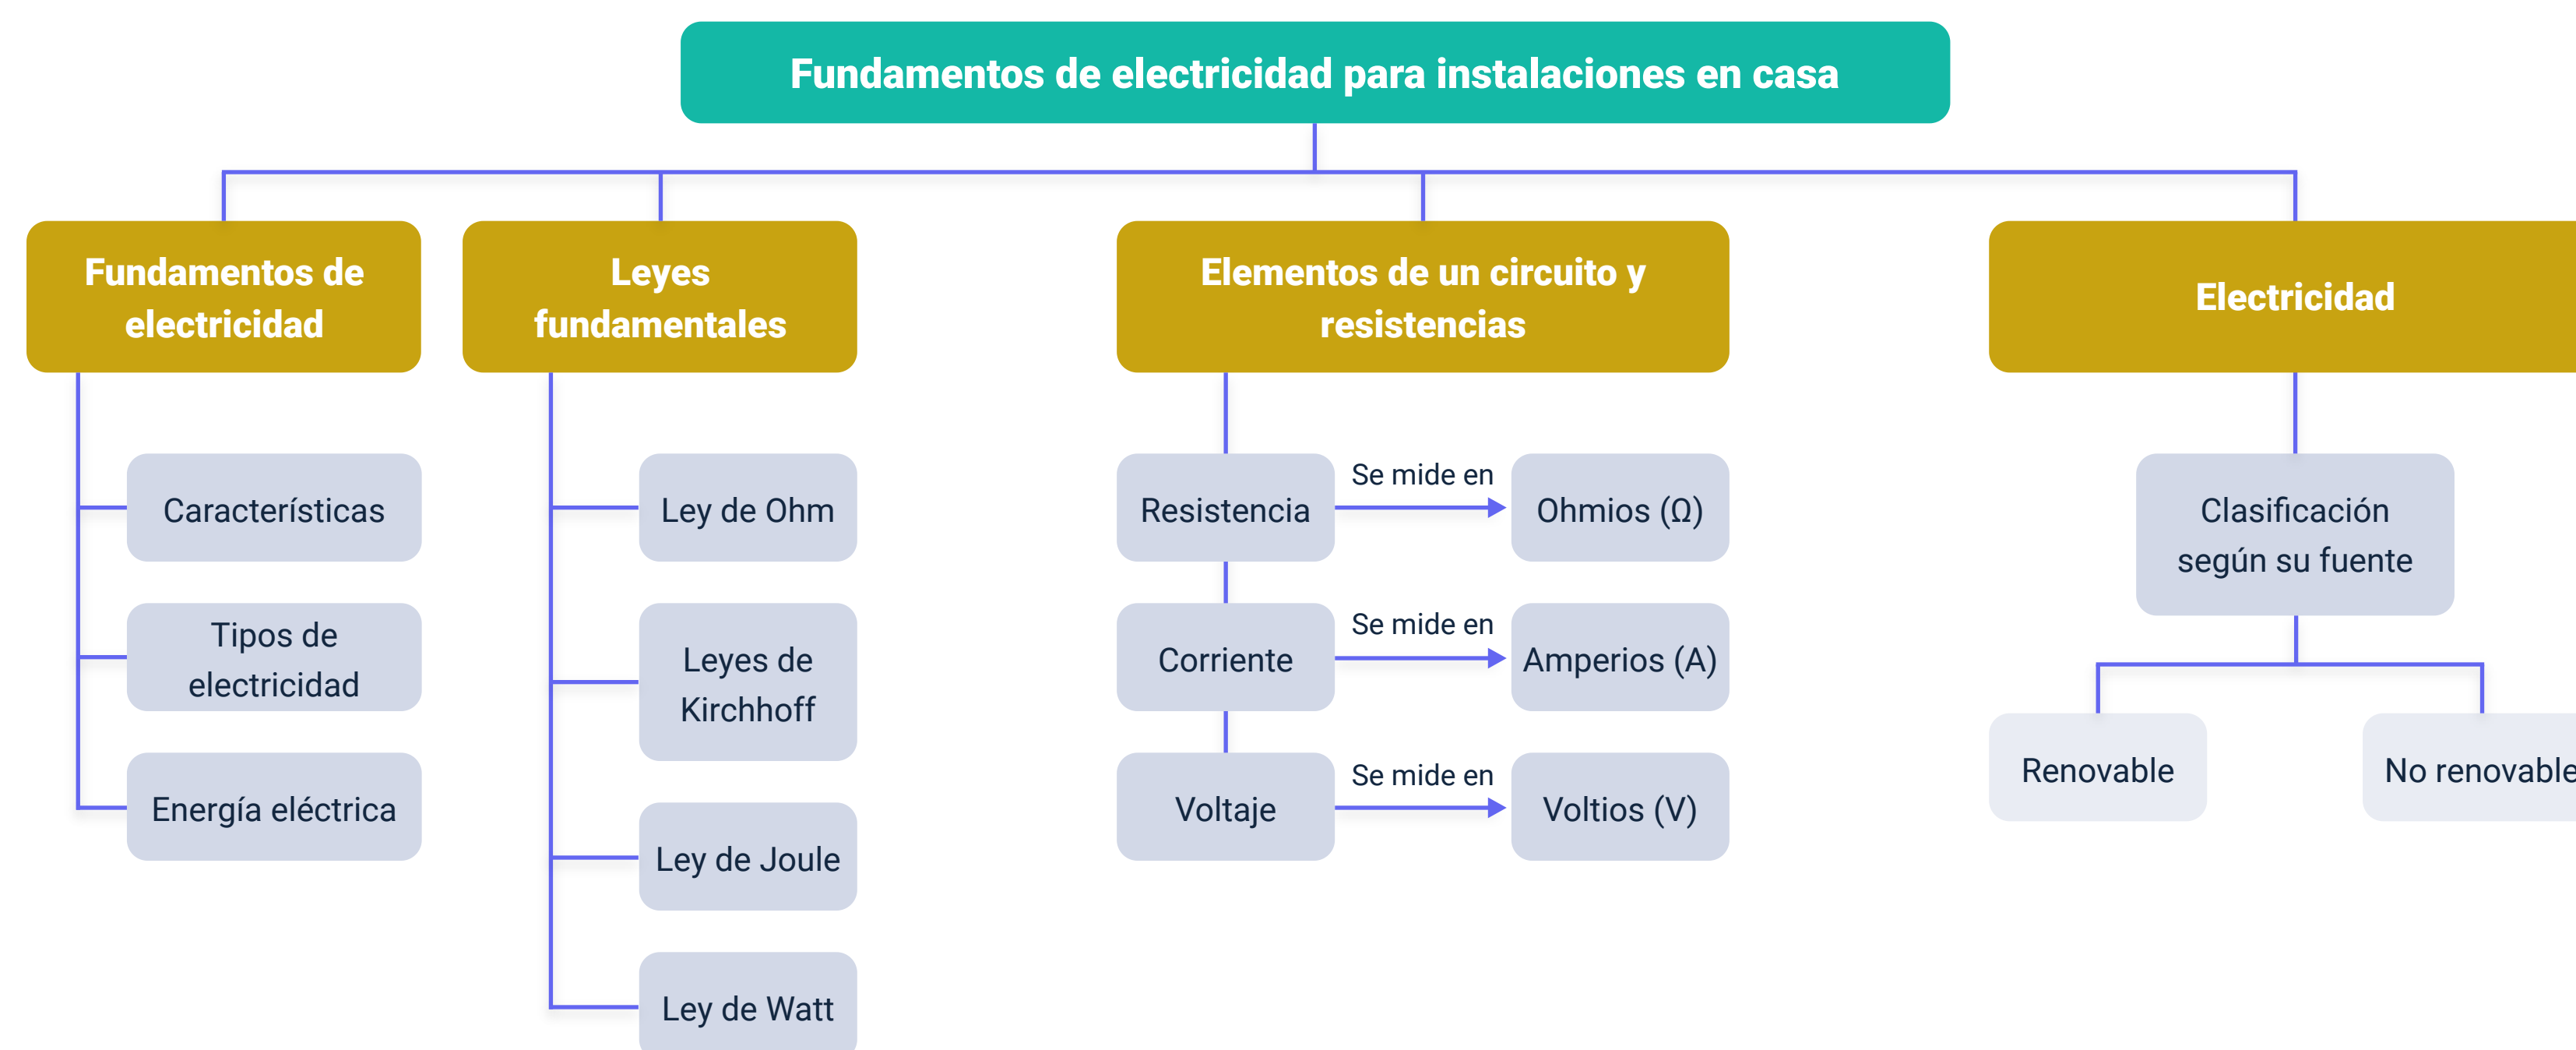 Fundamentos de electricidad para instalaciones en casa
Fundamentos de
electricidad
Características
Tipos de
electricidad
Energía eléctrica
Leyes
fundamentales
Ley de Ohm
Leyes de
Kirchhoff
Ley de Joule
Ley de Watt
Elementos de un circuito y
resistencias
Resistencia
Se mide en
Ohmios (Ω)
Corriente
Se mide en
Amperios (A)
Voltaje
Se mide en
Voltios (V)
Electricidad
Clasificación
según su fuente
Renovable
No renovable